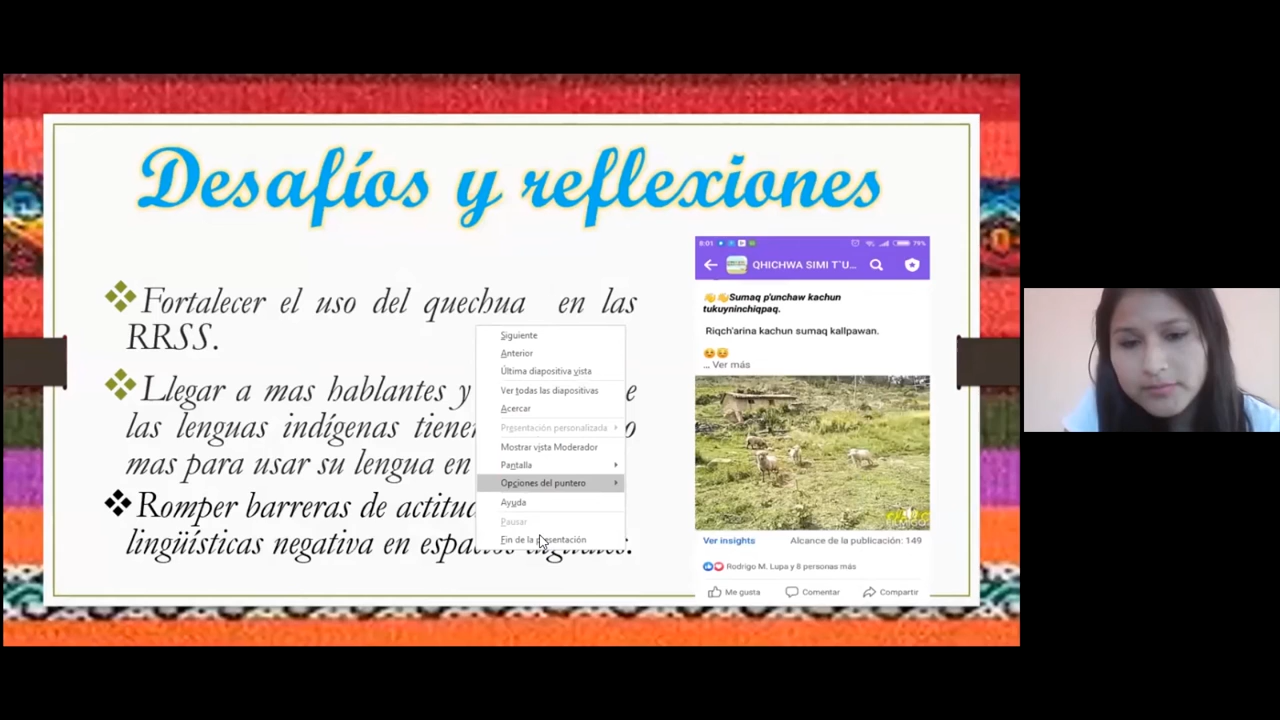 Desafíos y reflexiones
Fortalecer el uso del quechua en las
RRSS.
Llegar a mas hablantes y e
las lenguas indígenas o
mas para usar su lengua en
Romper barreras de
lingüísticas negativa en
Siguiente
Anterior
Última diapositiva vista
Ver todas las diapositivas
Acercar
Presentación personalizada
Mostrar vista Moderador
Pantalla
Opciones del puntero
Ayuda
Pausar
Fin de la presentación
8:01 79%
QHICHWA SIMI T´U...
Sumaq p'unchaw kachun
tukuyninchiqpaq.
Riqch'arina kachun sumaq kallpawan.
... Ver más
FILMIGO
Ver insights Alcance de la publicación: 149
Rodrigo M. Lupa y 8 personas más
Me gusta Comentar Compartir